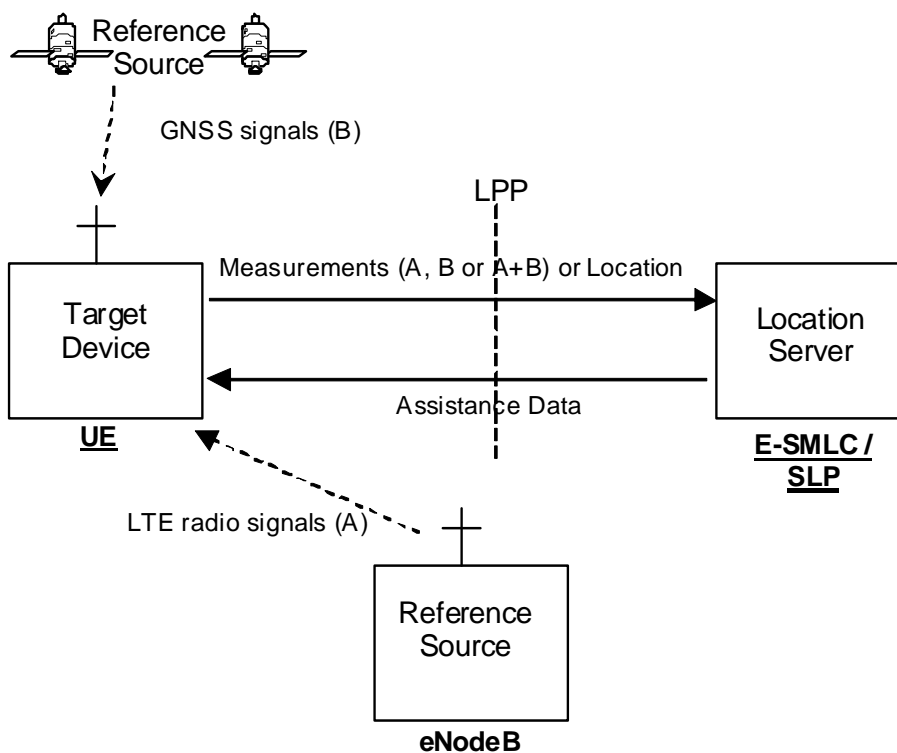 Reference
Source
GNSS signals (B)
LPP
Measurements (A, B or A+B) or Location
Target
Device
Location
Server
Assistance Data
UE
E-SMLC /
SLP
LTE radio signals (A)
Reference
Source
eNodeB